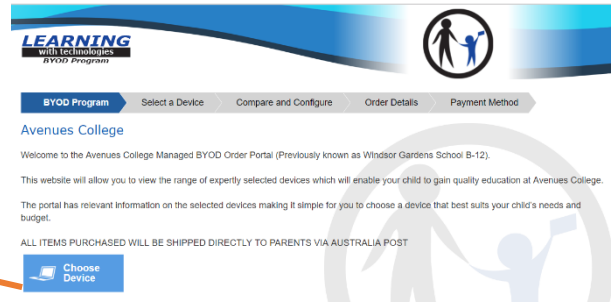 LEARNING
with technologies
BYOD Program
BYOD Program Select a Device Compare and Configure Order Details Payment Method
Avenues College
Welcome to the Avenues College Managed BYOD Order Portal (Previously known as Windsor Gardens School B-12).
This website will allow you to view the range of expertly selected devices which will enable your child to gain quality education at Avenues College.
The portal has relevant information on the selected devices making it simple for you to choose a device that best suits your child's needs and
budget.
ALL ITEMS PURCHASED WILL BE SHIPPED DIRECTLY TO PARENTS VIA AUSTRALIA POST
Choose
Device